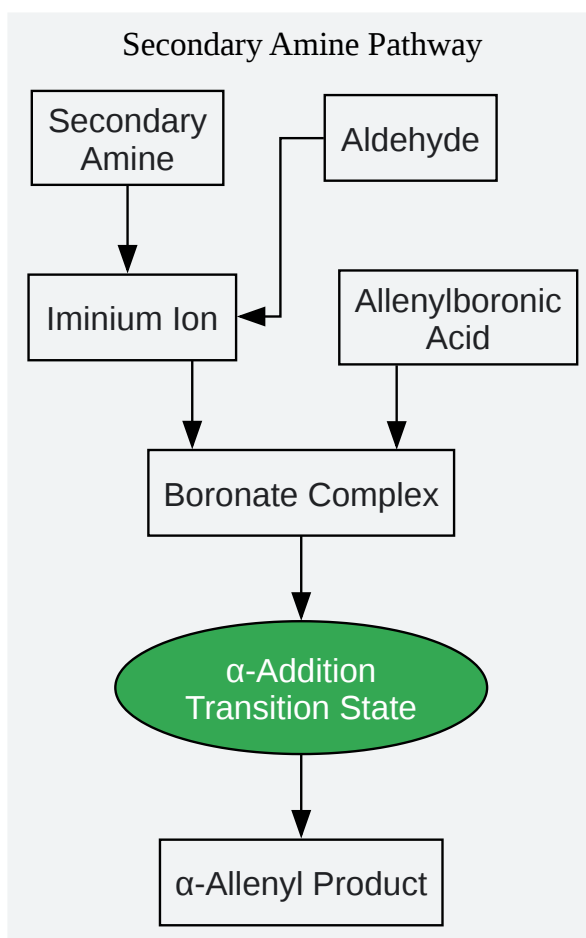 Secondary Amine Pathway
Secondary
Amine
Aldehyde
Iminium Ion
Allenylboronic
Acid
Boronate Complex
α-Addition
Transition State
α-Allenyl Product